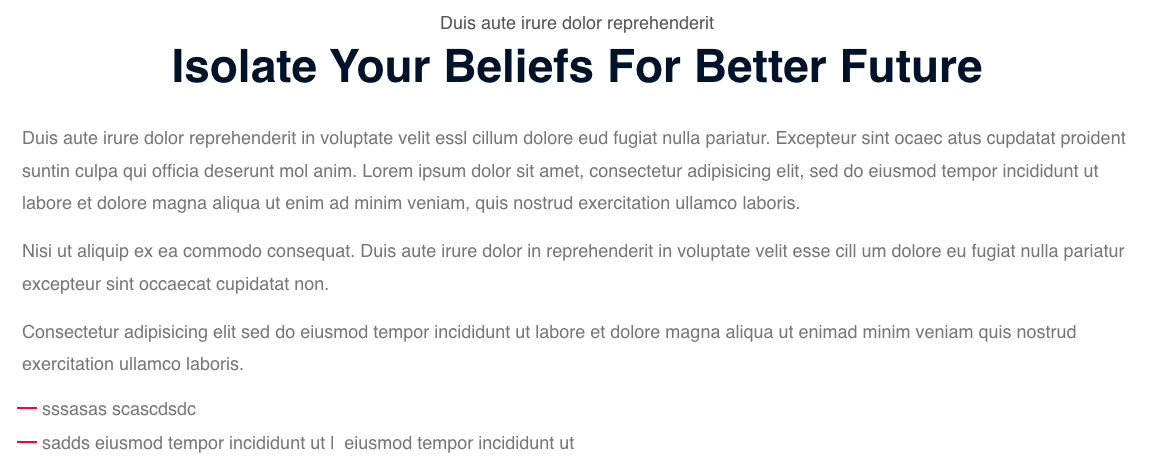 Duis aute irure dolor reprehenderit
Isolate Your Beliefs For Better Future
Duis aute irure dolor reprehenderit in voluptate velit essl cillum dolore eud fugiat nulla pariatur. Excepteur sint ocaec atus cupdatat proident
suntin culpa qui officia deserunt mol anim. Lorem ipsum dolor sit amet, consectetur adipisicing elit, sed do eiusmod tempor incididunt ut
labore et dolore magna aliqua ut enim ad minim veniam, quis nostrud exercitation ullamco laboris.
Nisi ut aliquip ex ea commodo consequat. Duis aute irure dolor in reprehenderit in voluptate velit esse cill um dolore eu fugiat nulla pariatur
excepteur sint occaecat cupidatat non.
Consectetur adipisicing elit sed do eiusmod tempor incididunt ut labore et dolore magna aliqua ut enimad minim veniam quis nostrud
exercitation ullamco laboris.
sssasas scascdsdc
sadds eiusmod tempor incididunt ut l  eiusmod tempor incididunt ut